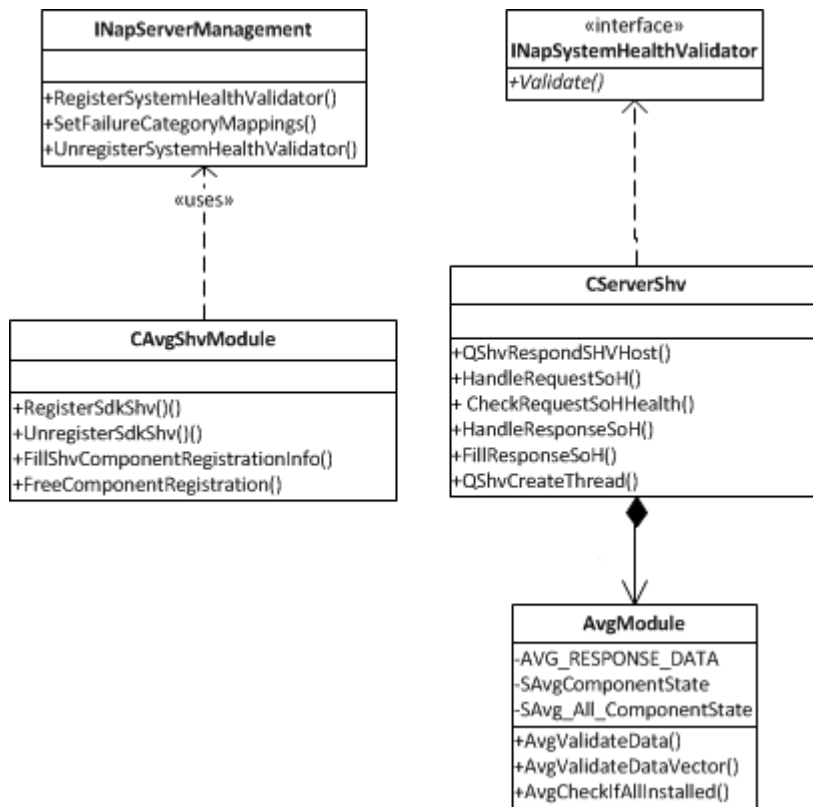 INapServerManagement
+RegisterSystemHealthValidator()
+SetFailureCategoryMappings()
+UnregisterSystemHealthValidator()
«uses»
CAvgShvModule
+RegisterSdkShv()()
+UnregisterSdkShv()()
+FillShvComponentRegistrationInfo()
+FreeComponentRegistration()
«interface»
INapSystemHealthValidator
+Validate()
CServerShv
+QShvRespondSHVHost()
+HandleRequestSoH()
+ CheckRequestSoHHealth()
+HandleResponseSoH()
+FillResponseSoH()
+QShvCreateThread()
AvgModule
-AVG_RESPONSE_DATA
-SAvgComponentState
-SAvg_All_ComponentState
+AvgValidateData()
+AvgValidateDataVector()
+AvgCheckIfAllInstalled()